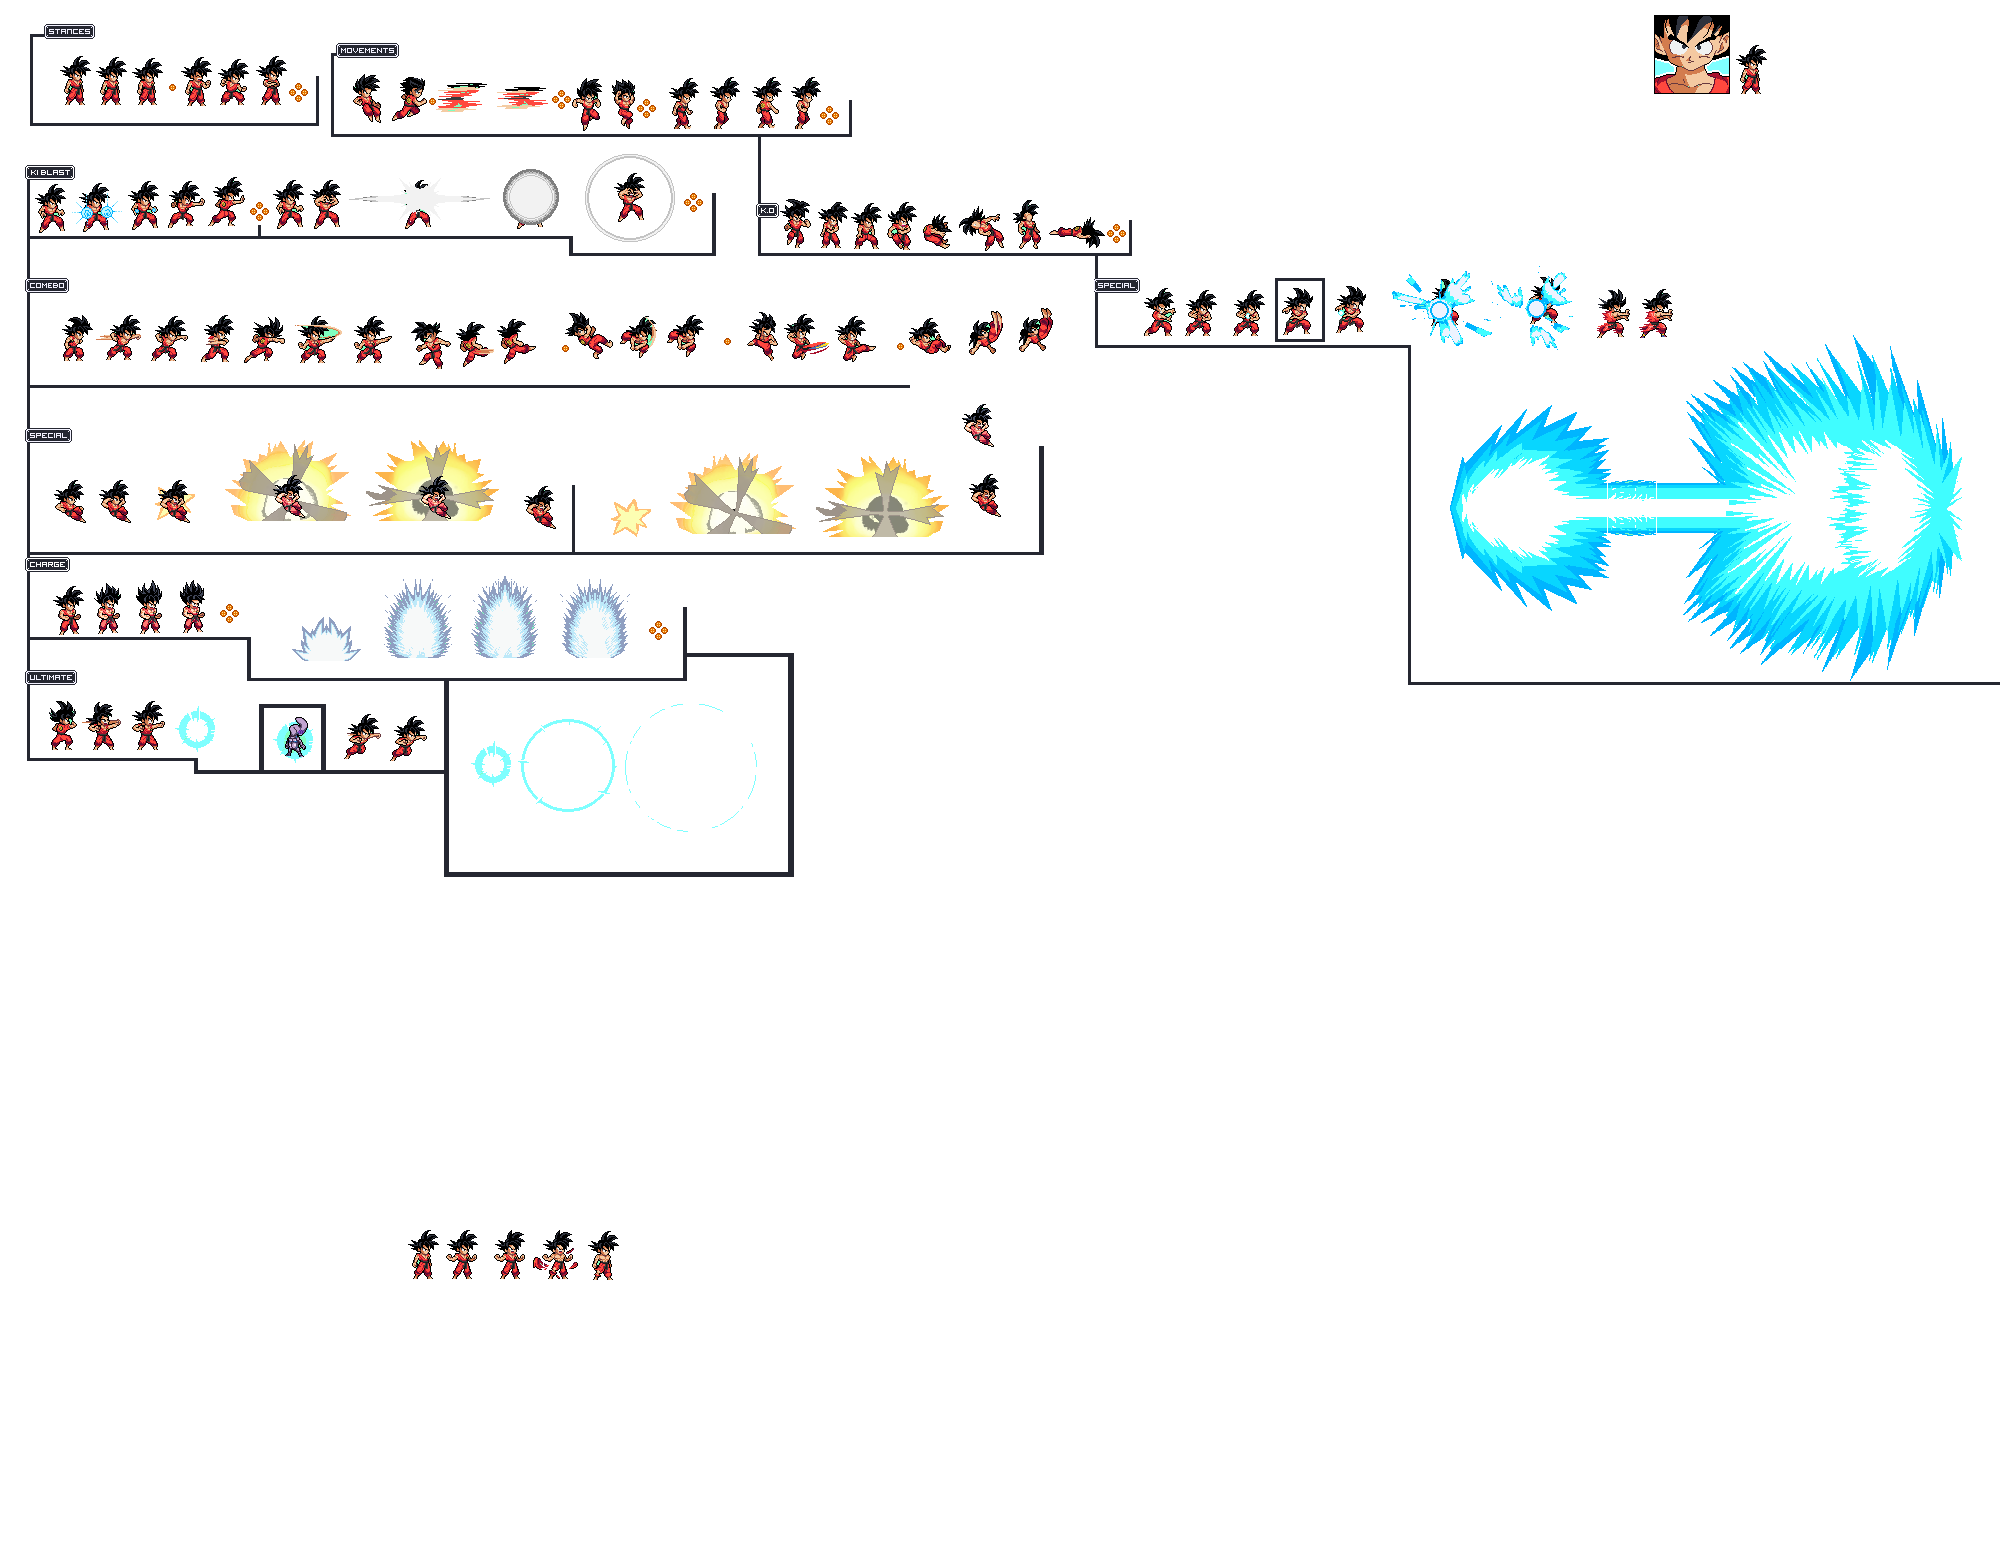 STANCES
MOVEMENTS
KI BLAST
K.O
COMBO
SPECIAL
SPECIAL
CHARGE
ULTIMATE